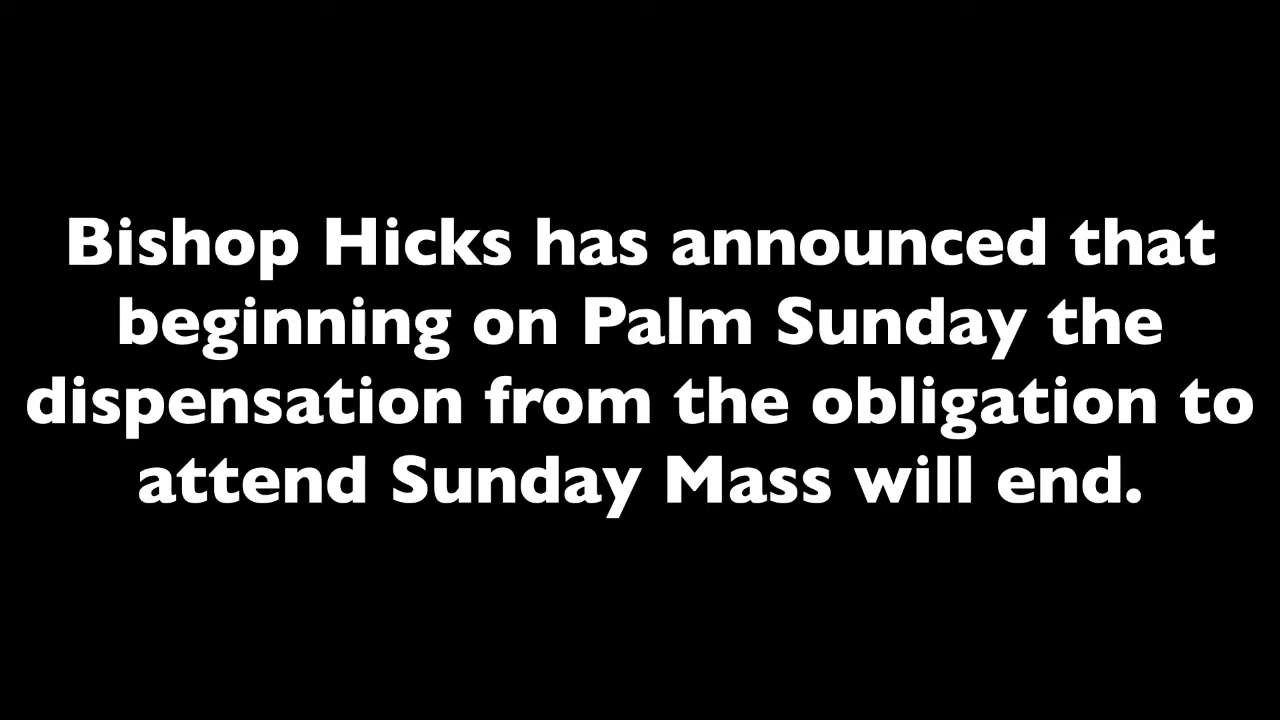 Bishop Hicks has announced that
beginning on Palm Sunday the
dispensation from the obligation to
attend Sunday Mass will end.